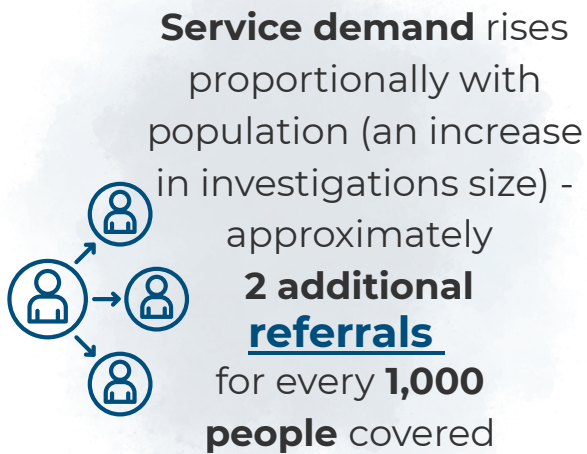 Service demand rises
proportionally with
population (an increase
in investigations size) -
approximately
2 additional
referrals
for every 1,000
people covered